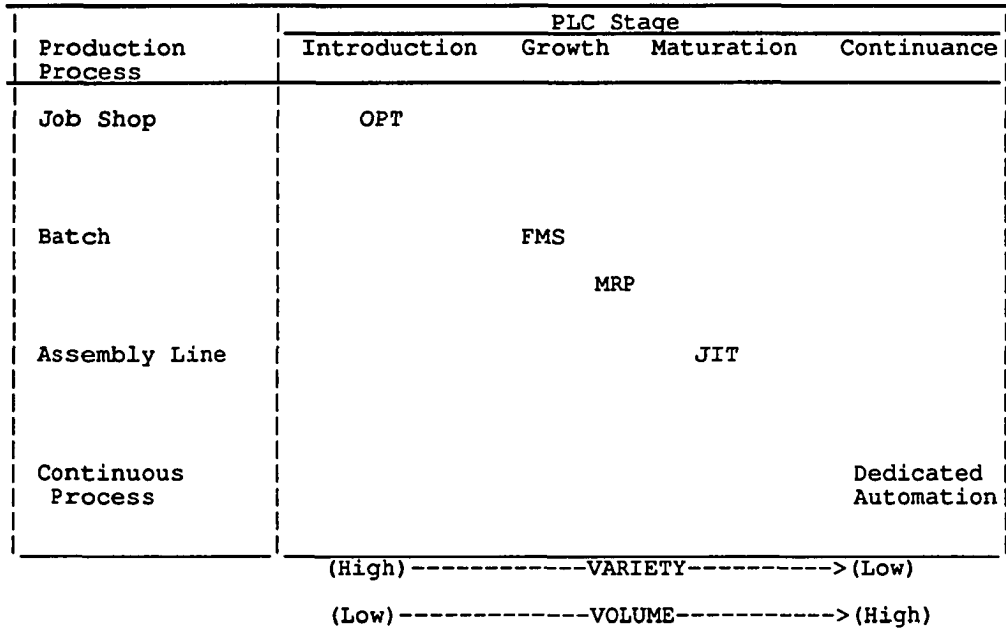 PLC Stage
Production Introduction Growth Maturation Continuance
Process
Job Shop OPT
Batch FMS
MRP
Assembly Line JIT
Continuous Dedicated
Process Automation
(High)-------------VARIETY---------->(Low)
(Low)-------------VOLUME----------->(High)